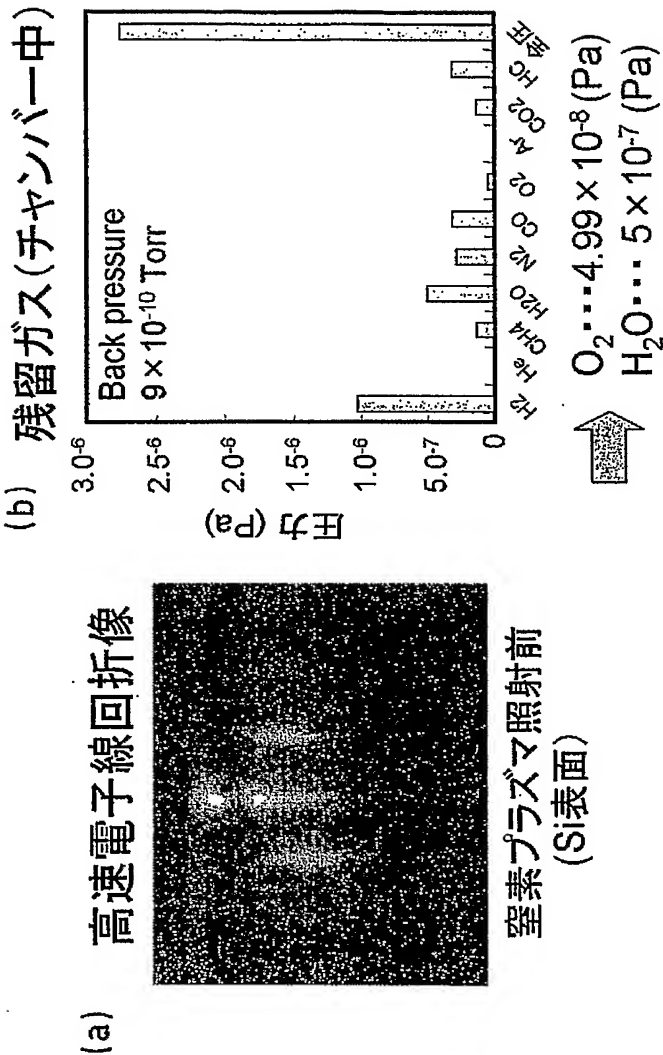 (a)
高速電子線回折像
窒素プラズマ照射前
(Si表面)
(b) 残留ガス(チャンバー中)
圧力 (Pa)
3.0-6
2.5-6
2.0-6
1.5-6
1.0-6
5.0-7
0
Back pressure
9×10-10 Torr
H2 He CH4 H2O N2 CO O2 Ar CO2 HC 全圧
O2・・・4.99×10-8 (Pa)
H2O・・・ 5×10-7 (Pa)